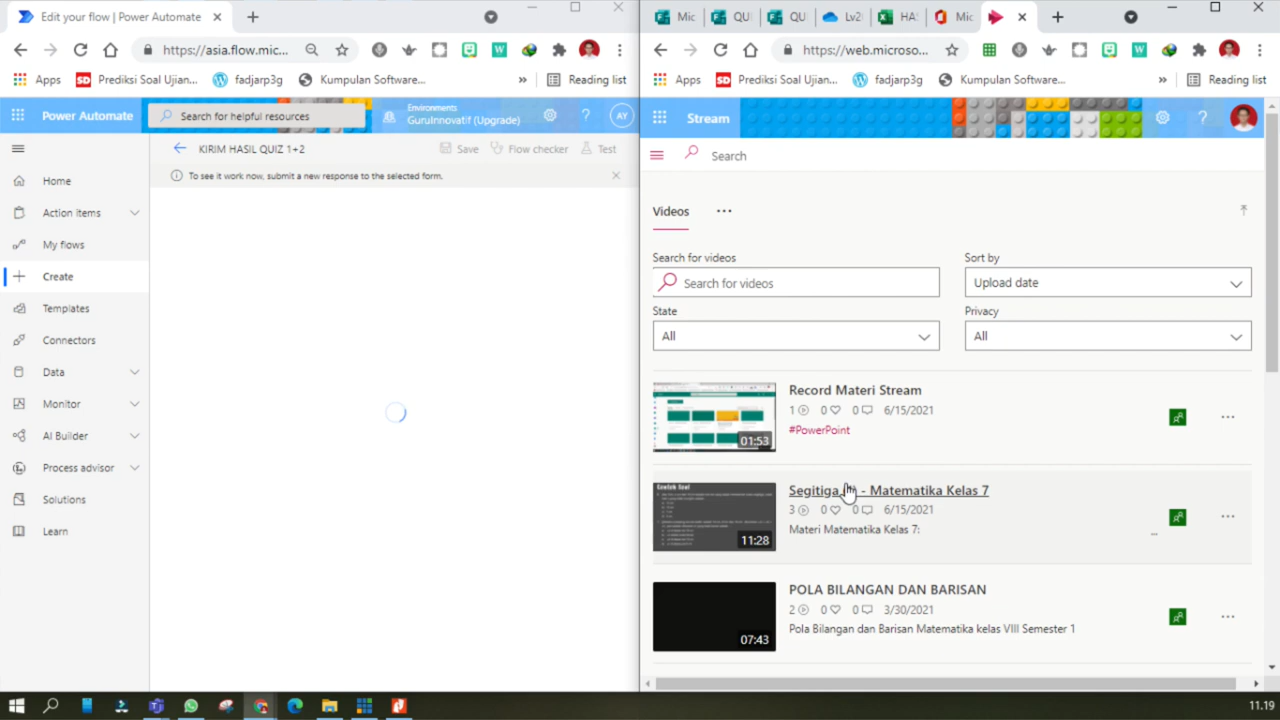 Edit your flow | Power Automate
https://asia.flow.mic...
Apps
Prediksi Soal Ujian...
fadjarp3g
Kumpulan Software...
»
Reading list
Power Automate
Search for helpful resources
Environments
GuruInnovatif (Upgrade)
?
AY
KIRIM HASIL QUIZ 1+2
Save
Flow checker
Test
To see it work now, submit a new response to the selected form.
Home
Action items
My flows
Create
Templates
Connectors
Data
Monitor
AI Builder
Process advisor
Solutions
Learn
Mic
QUI
QUI
Lv2
HAS
Mic
https://web.microso...
Apps
Prediksi Soal Ujian...
fadjarp3g
Kumpulan Software...
»
Reading list
Stream
?
Search
Videos
...
Search for videos
Sort by
Search for videos
Upload date
State
Privacy
All
All
01:53
Record Materi Stream
1 0 0 6/15/2021
#PowerPoint
Contoh Soal
11:28
- Matematika Kelas 7
3 0 0 6/15/2021
Materi Matematika Kelas 7:
07:43
POLA BILANGAN DAN BARISAN
2 0 0 3/30/2021
Pola Bilangan dan Barisan Matematika kelas VIII Semester 1
11.19